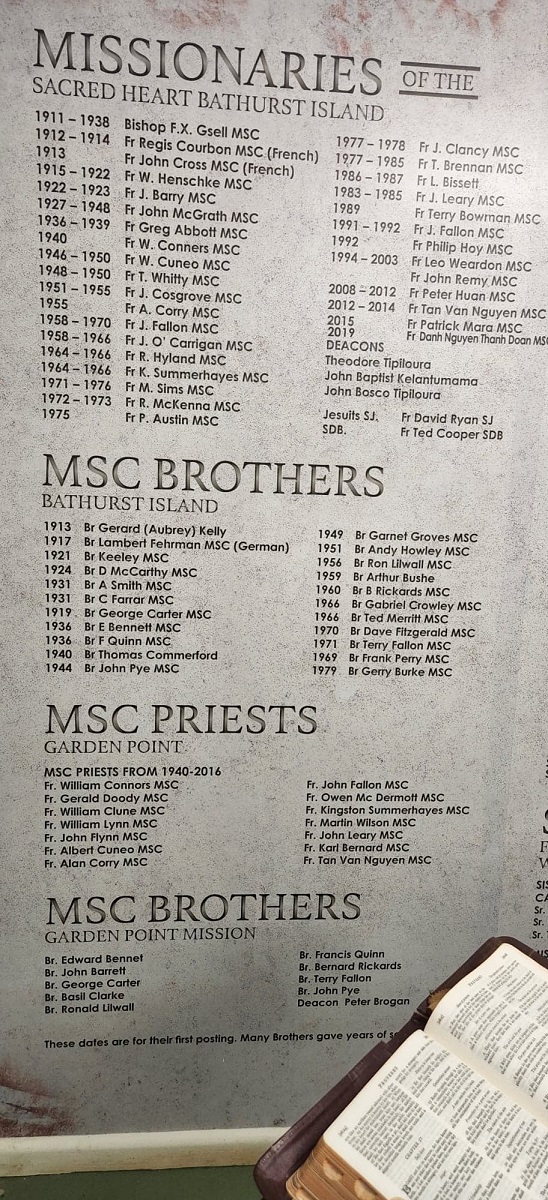 MISSIONARIES OF THE
SACRED HEART BATHURST ISLAND
1911 – 1938 Bishop F.X. Gsell MSC
1912 – 1914 Fr Regis Courbon MSC (French)
1913 Fr John Cross MSC (French)
1915 – 1922 Fr W. Henschke MSC
1922 – 1923 Fr J. Barry MSC
1927 – 1948 Fr John McGrath MSC
1936 – 1939 Fr Greg Abbott MSC
1940 Fr W. Conners MSC
1946 – 1950 Fr W. Cuneo MSC
1948 – 1950 Fr T. Whitty MSC
1951 – 1955 Fr J. Cosgrove MSC
1955 Fr A. Corry MSC
1958 – 1970 Fr J. Fallon MSC
1958 – 1966 Fr J. O' Carrigan MSC
1964 – 1966 Fr R. Hyland MSC
1964 – 1966 Fr K. Summerhayes MSC
1971 – 1976 Fr M. Sims MSC
1972 – 1973 Fr R. McKenna MSC
1975 Fr P. Austin MSC
1977 – 1978 Fr J. Clancy MSC
1977 – 1985 Fr T. Brennan MSC
1986 – 1987 Fr L. Bissett
1983 – 1985 Fr J. Leary MSC
1989 Fr Terry Bowman MSC
1991 – 1992 Fr J. Fallon MSC
1992 Fr Philip Hoy MSC
1994 – 2003 Fr Leo Weardon MSC
Fr John Remy MSC
2008 – 2012 Fr Peter Huan MSC
2012 – 2014 Fr Tan Van Nguyen MSC
2015 Fr Patrick Mara MSC
2019 Fr Danh Nguyen Thanh Doan MSC
DEACONS
Theodore Tipiloura
John Baptist Kelantumama
John Bosco Tipiloura
Jesuits SJ. Fr David Ryan SJ
SDB. Fr Ted Cooper SDB
MSC BROTHERS
BATHURST ISLAND
1913 Br Gerard (Aubrey) Kelly
1917 Br Lambert Fehrman MSC (German)
1921 Br Keeley MSC
1924 Br D McCarthy MSC
1931 Br A Smith MSC
1931 Br C Farrar MSC
1919 Br George Carter MSC
1936 Br E Bennett MSC
1936 Br F Quinn MSC
1940 Br Thomas Commerford
1944 Br John Pye MSC
1949 Br Garnet Groves MSC
1951 Br Andy Howley MSC
1956 Br Ron Lilwall MSC
1959 Br Arthur Bushe
1960 Br B Rickards MSC
1966 Br Gabriel Crowley MSC
1966 Br Ted Merritt MSC
1970 Br Dave Fitzgerald MSC
1971 Br Terry Fallon MSC
1969 Br Frank Perry MSC
1979 Br Gerry Burke MSC
MSC PRIESTS
GARDEN POINT
MSC PRIESTS FROM 1940-2016
Fr. William Connors MSC
Fr. Gerald Doody MSC
Fr. William Clune MSC
Fr. William Lynn MSC
Fr. John Flynn MSC
Fr. Albert Cuneo MSC
Fr. Alan Corry MSC
Fr. John Fallon MSC
Fr. Owen Mc Dermott MSC
Fr. Kingston Summerhayes MSC
Fr. Martin Wilson MSC
Fr. John Leary MSC
Fr. Karl Bernard MSC
Fr. Tan Van Nguyen MSC
MSC BROTHERS
GARDEN POINT MISSION
Br. Edward Bennet
Br. John Barrett
Br. George Carter
Br. Basil Clarke
Br. Ronald Lilwall
Br. Francis Quinn
Br. Bernard Rickards
Br. Terry Fallon
Br. John Pye
Deacon Peter Brogan
These dates are for their first posting. Many Brothers gave years of
Sr.
Sr.
Sr.